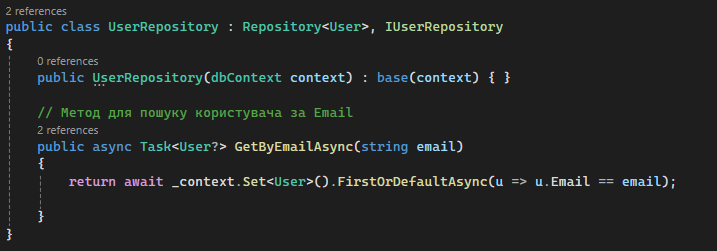 2 references
public class UserRepository : Repository<User>, IUserRepository
{
0 references
public UserRepository(dbContext context) : base(context) { }
// Метод для пошуку користувача за Email
2 references
public async Task<User?> GetByEmailAsync(string email)
{
return await _context.Set<User>().FirstOrDefaultAsync(u => u.Email == email);
}
}